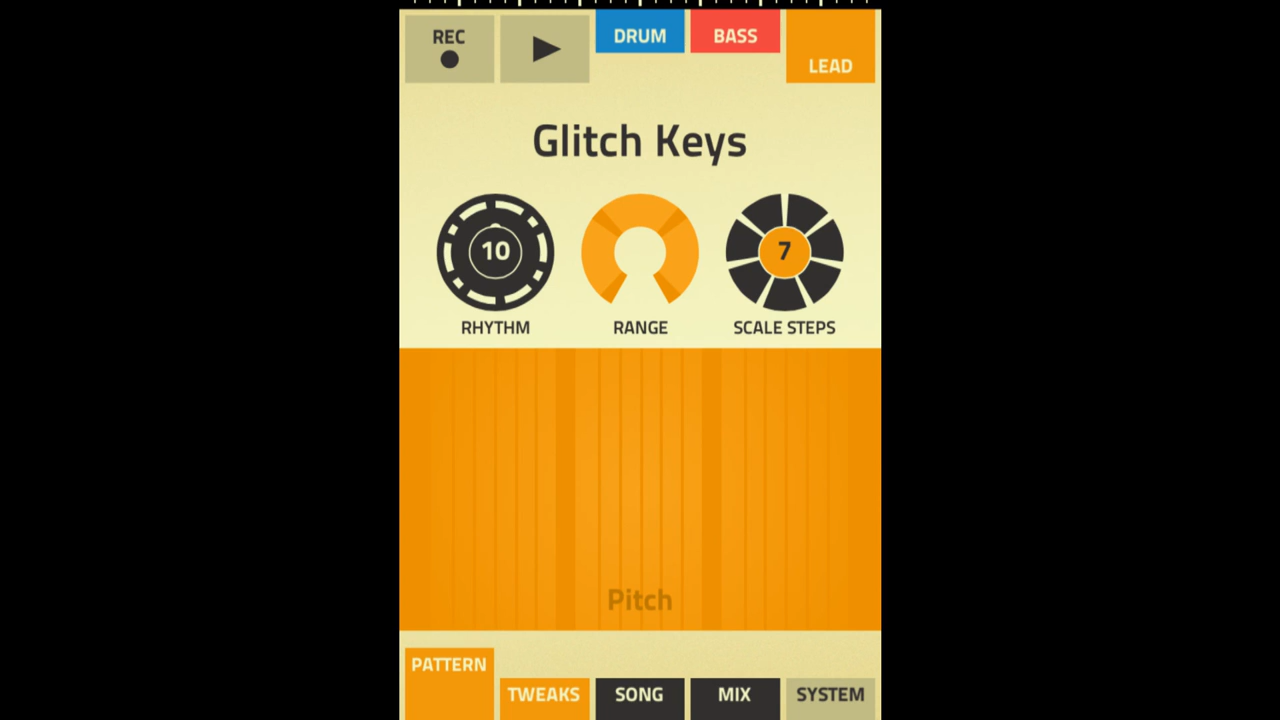 REC
DRUM
BASS
LEAD
Glitch Keys
10
7
RHYTHM
RANGE
SCALE STEPS
Pitch
PATTERN
TWEAKS
SONG
MIX
SYSTEM